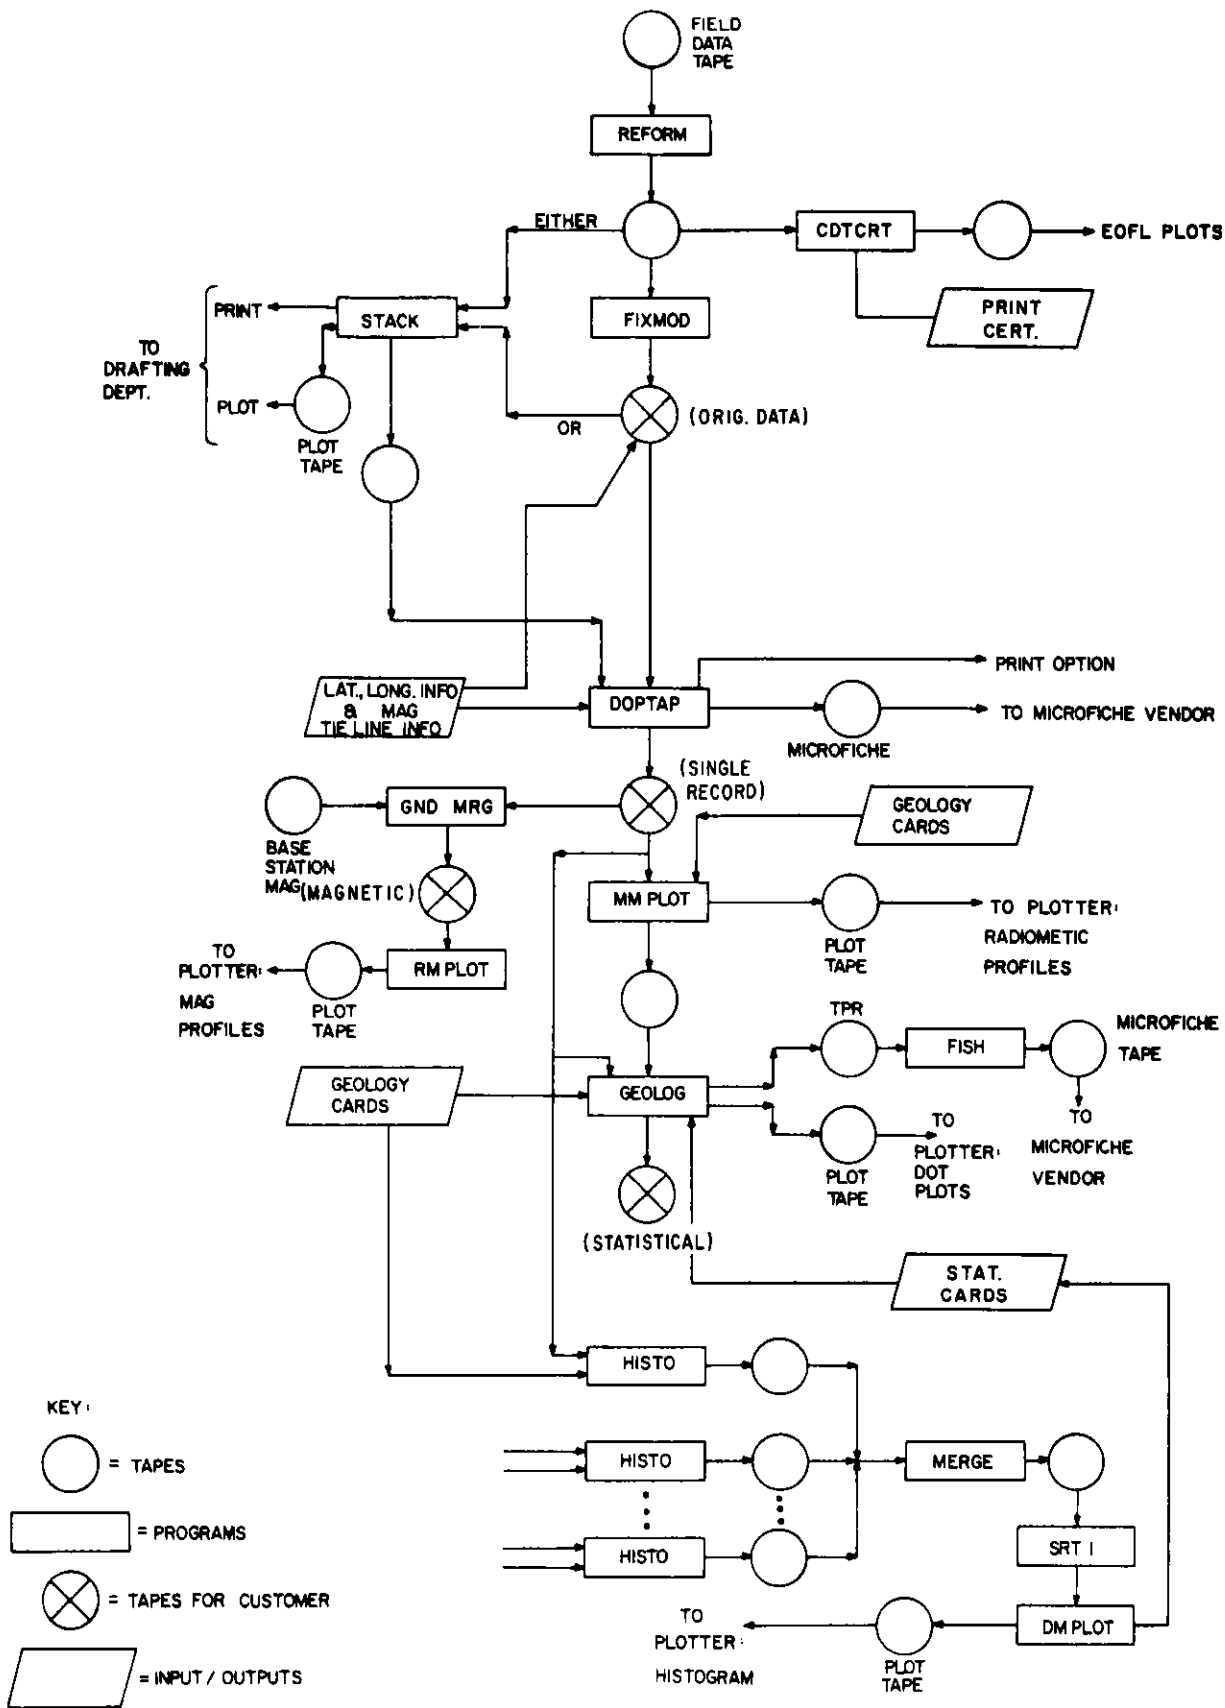 FIELD
DATA
TAPE
REFORM
EITHER
CDTCRT
EOFL PLOTS
PRINT
CERT.
PRINT
STACK
FIXMOD
TO
DRAFTING
DEPT.
PLOT
PLOT
TAPE
OR
(ORIG. DATA)
LAT., LONG. INFO
& MAG
TIE LINE INFO
DOPTAP
PRINT OPTION
TO MICROFICHE VENDOR
MICROFICHE
(SINGLE
RECORD)
GND MRG
BASE
STATION
MAG
(MAGNETIC)
GEOLOGY
CARDS
MM PLOT
PLOT
TAPE
TO PLOTTER:
RADIOMETIC
PROFILES
RM PLOT
TO
PLOTTER:
MAG
PROFILES
PLOT
TAPE
TPR
FISH
MICROFICHE
TAPE
GEOLOGY
CARDS
GEOLOG
PLOT
TAPE
TO
PLOTTER:
DOT
PLOTS
TO
MICROFICHE
VENDOR
(STATISTICAL)
STAT.
CARDS
HISTO
HISTO
MERGE
HISTO
SRT 1
DM PLOT
PLOT
TAPE
TO
PLOTTER:
HISTOGRAM
KEY:
= TAPES
= PROGRAMS
= TAPES FOR CUSTOMER
= INPUT / OUTPUTS